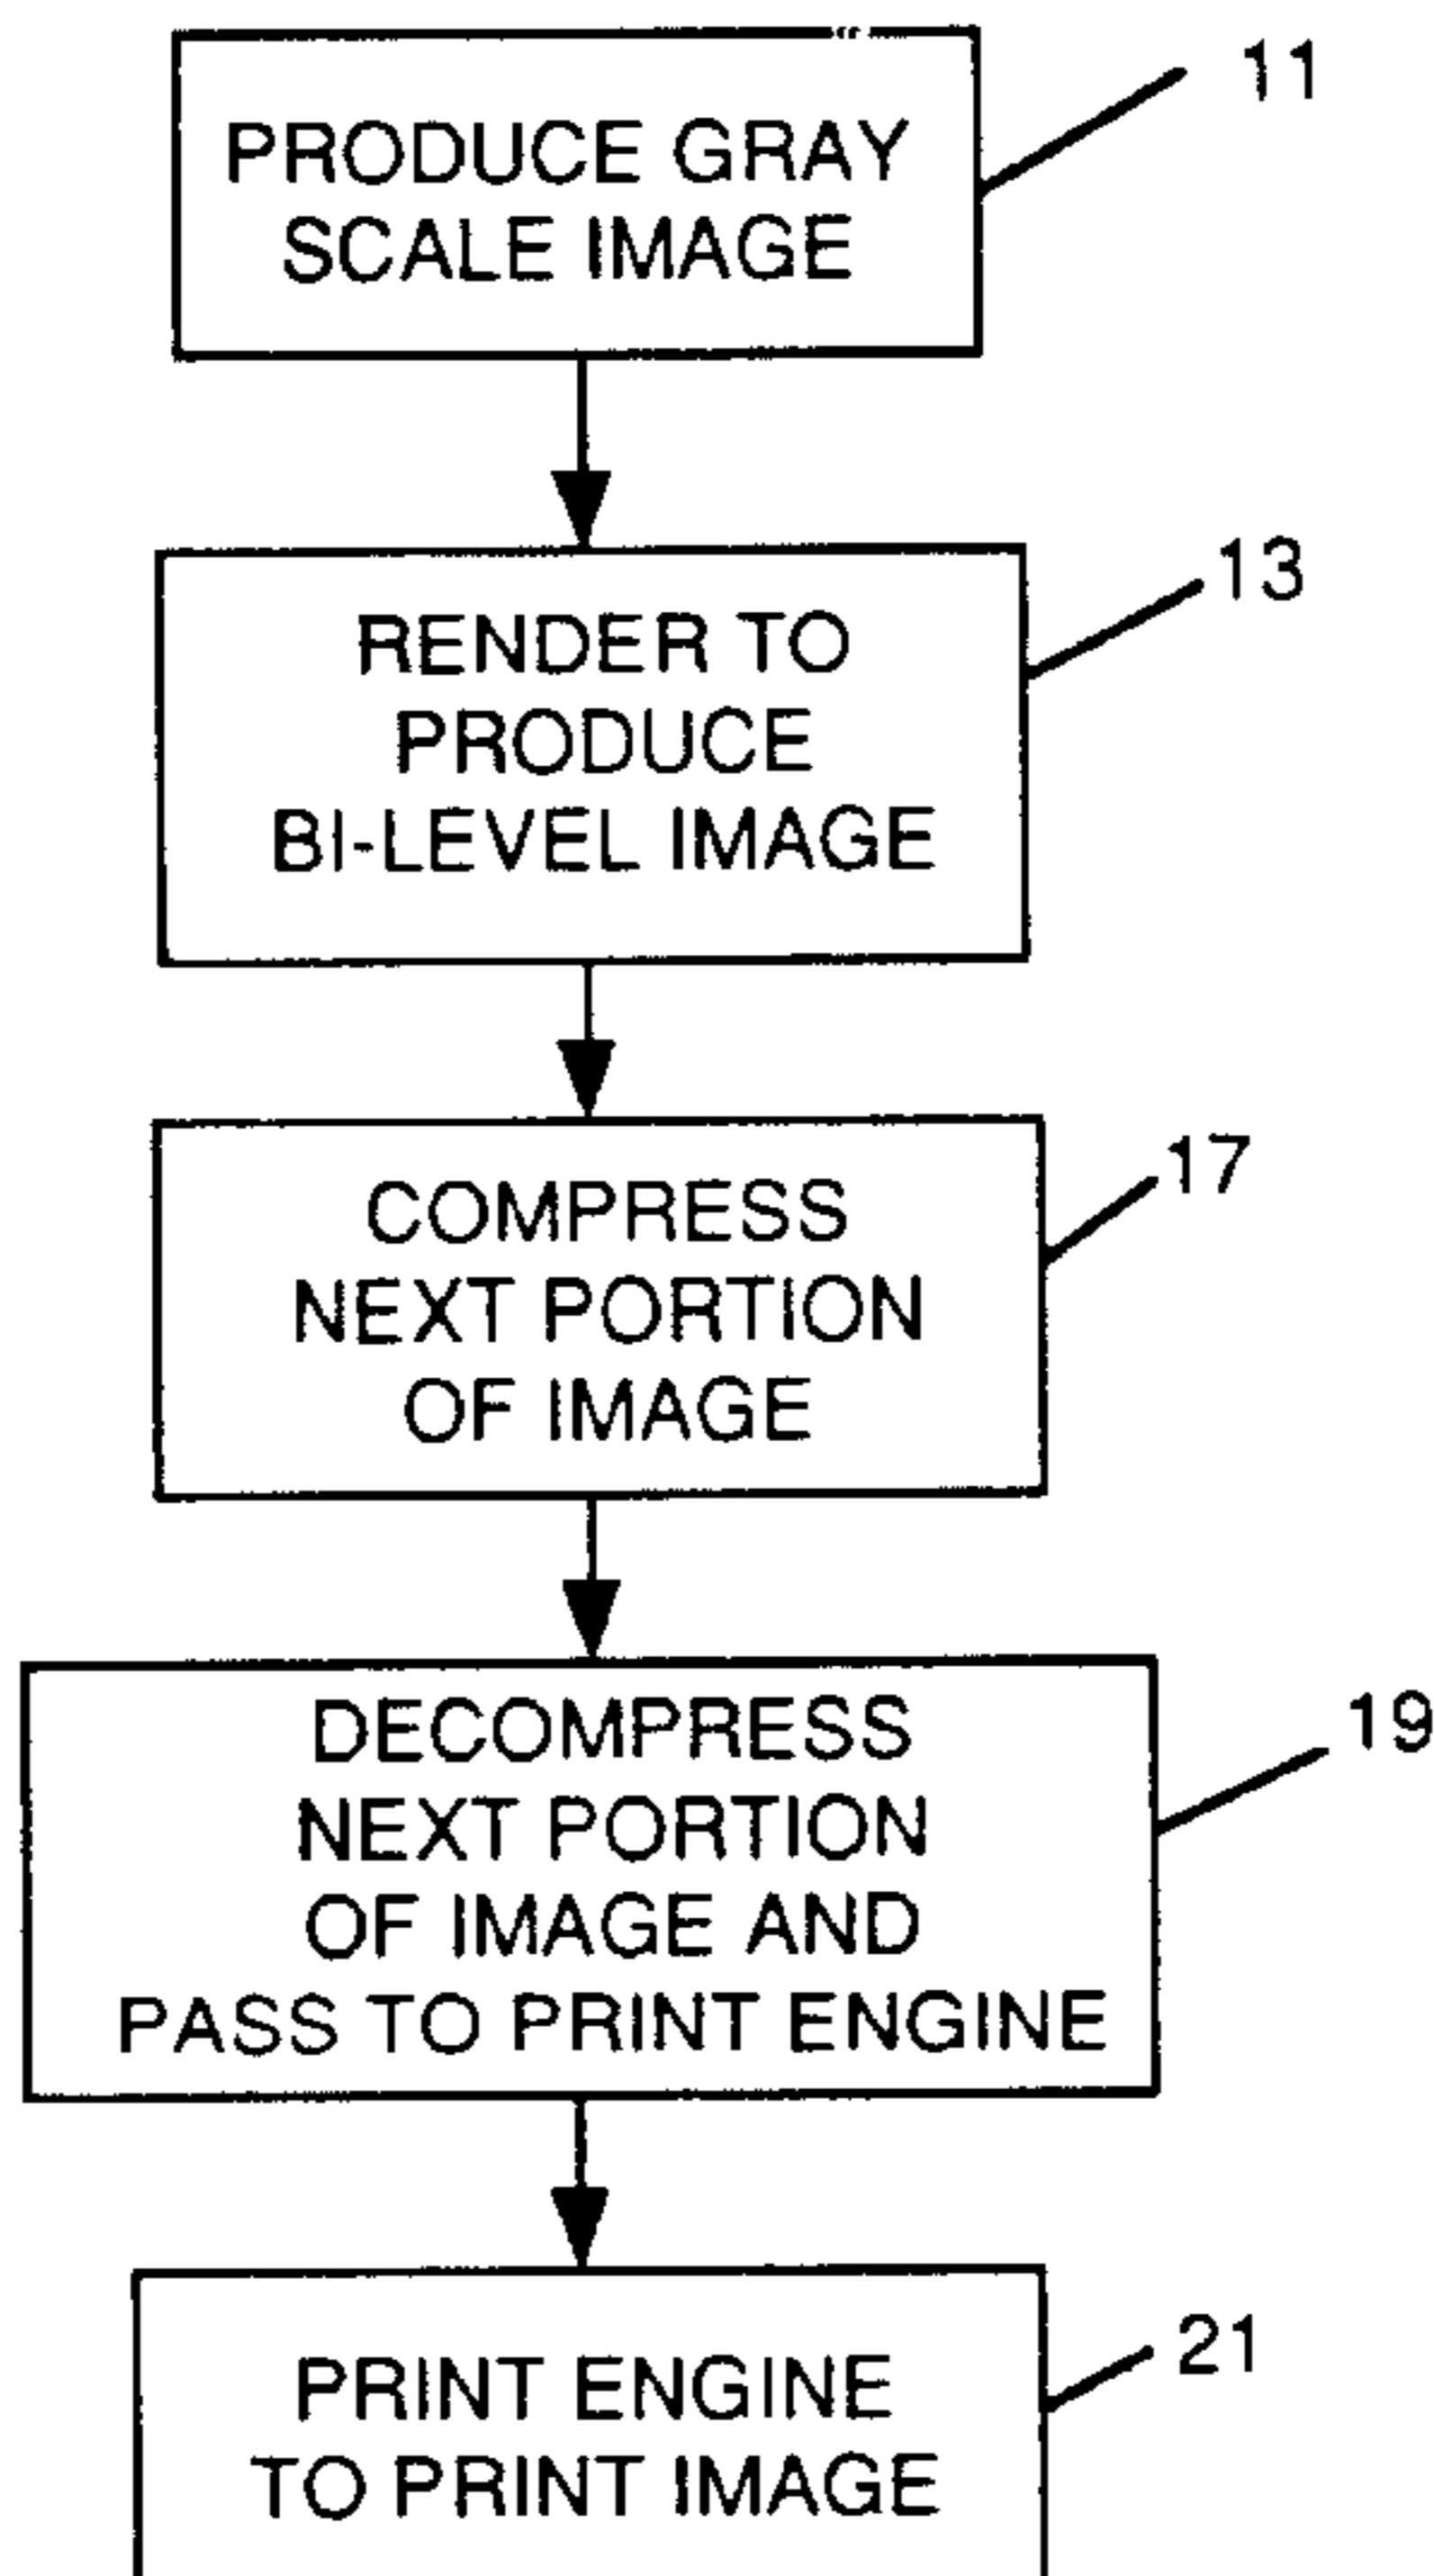 PRODUCE GRAY
SCALE IMAGE
11
RENDER TO
PRODUCE
BI-LEVEL IMAGE
13
COMPRESS
NEXT PORTION
OF IMAGE
17
DECOMPRESS
NEXT PORTION
OF IMAGE AND
PASS TO PRINT ENGINE
19
PRINT ENGINE
TO PRINT IMAGE
21